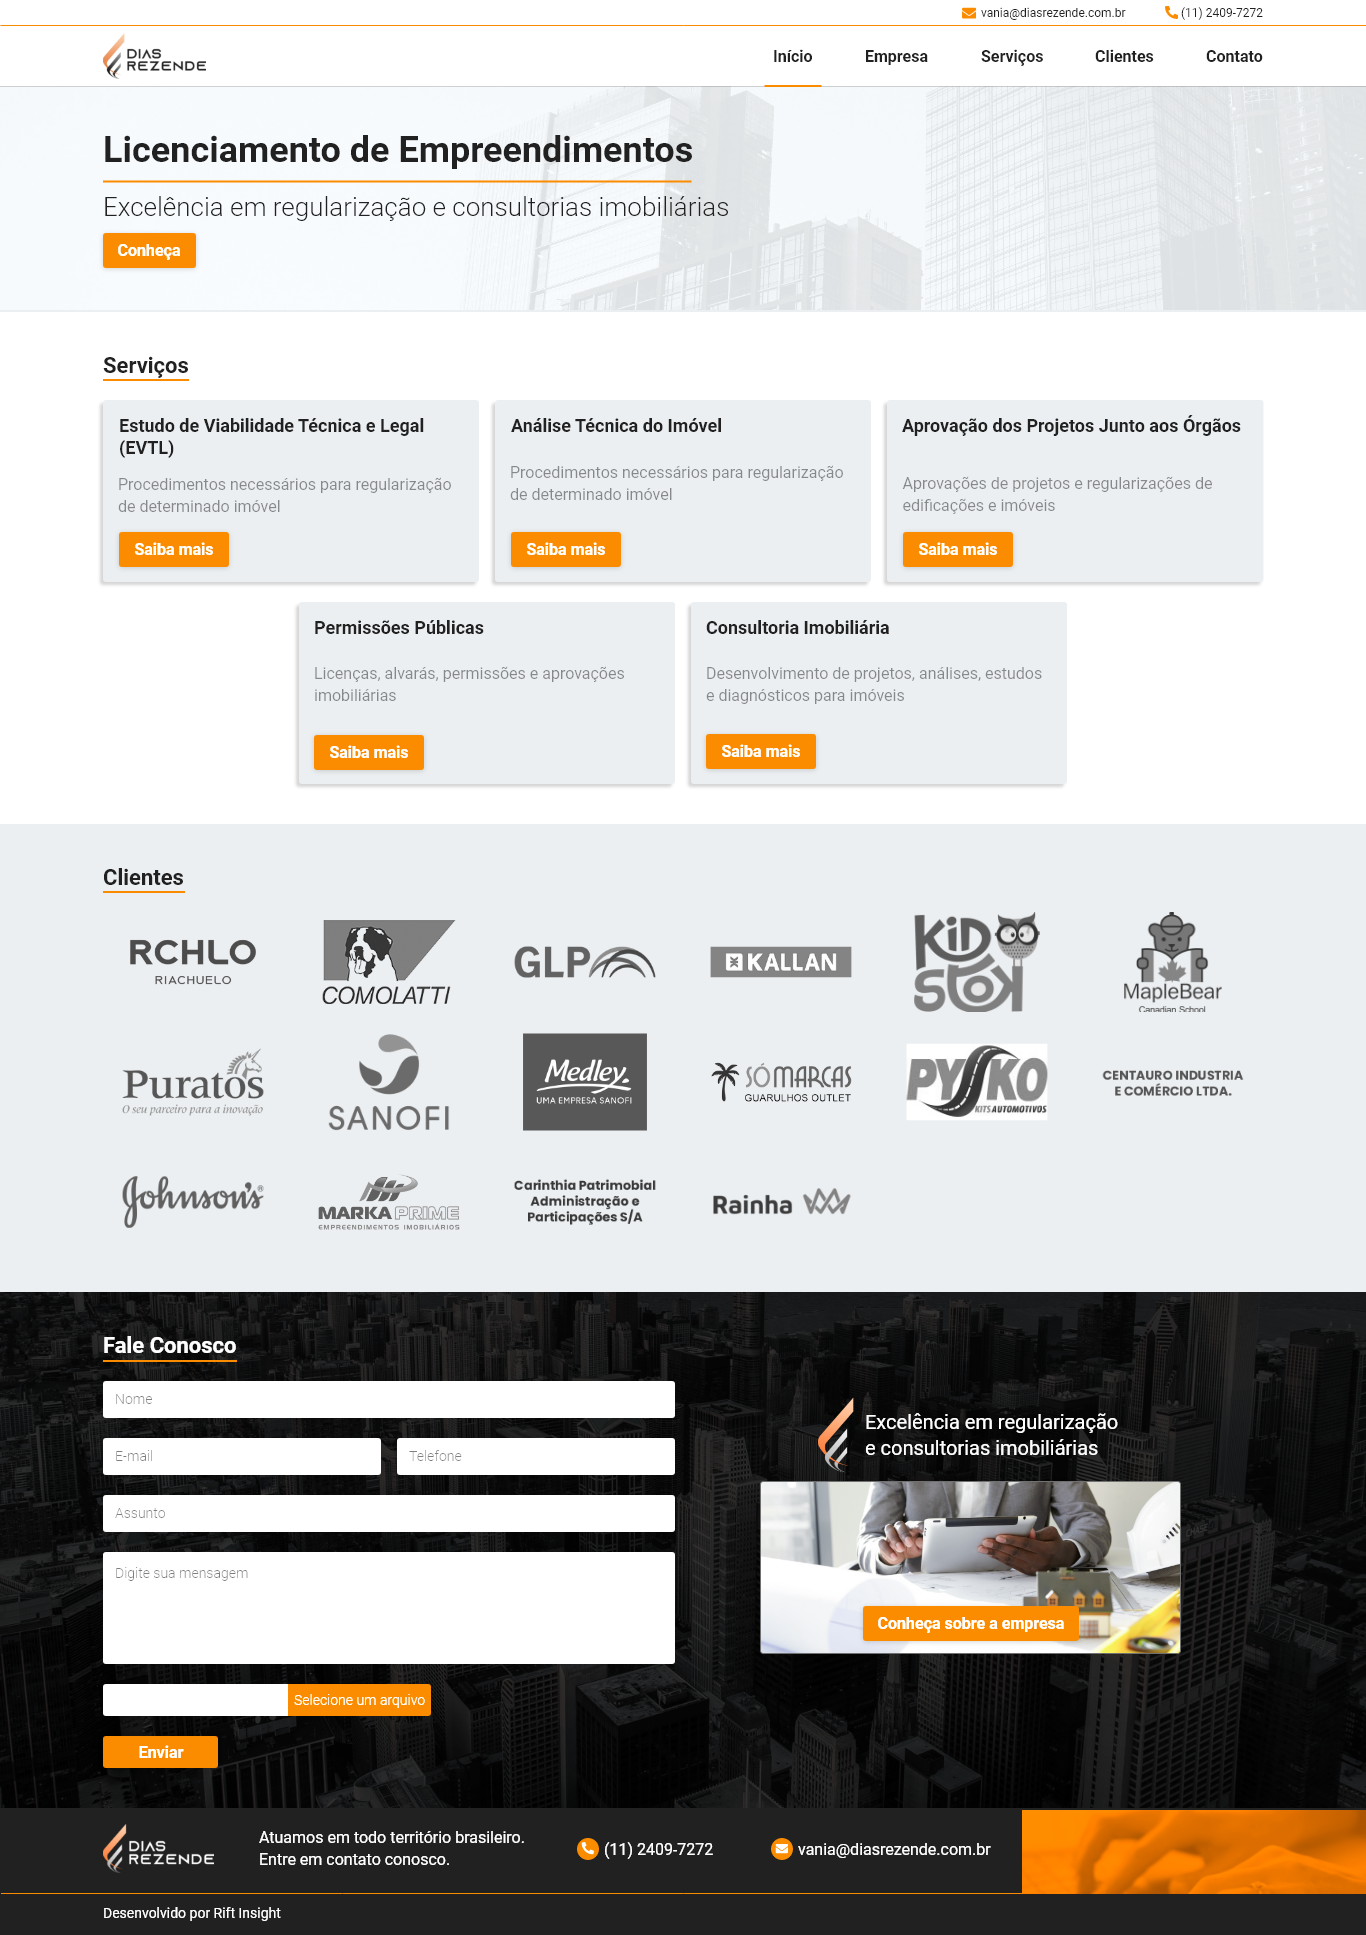 vania@diasrezende.com.br
(11) 2409-7272
DIAS
REZENDE
Início
Empresa
Serviços
Clientes
Contato
Licenciamento de Empreendimentos
Excelência em regularização e consultorias imobiliárias
Conheça
Serviços
Estudo de Viabilidade Técnica e Legal
(EVTL)
Procedimentos necessários para regularização
de determinado imóvel
Saiba mais
Análise Técnica do Imóvel
Procedimentos necessários para regularização
de determinado imóvel
Saiba mais
Aprovação dos Projetos Junto aos Órgãos
Aprovações de projetos e regularizações de
edificações e imóveis
Saiba mais
Permissões Públicas
Licenças, alvarás, permissões e aprovações
imobiliárias
Saiba mais
Consultoria Imobiliária
Desenvolvimento de projetos, análises, estudos
e diagnósticos para imóveis
Saiba mais
Clientes
RCHLO
RIACHUELO
COMOLATTI
GLP
KALLAN
KiD
STOK
MapleBear
Canadian School
Puratos
O seu parceiro para a inovação
SANOFI
Medley.
UMA EMPRESA SANOFI
SÓ MARCAS
GUARULHOS OUTLET
PYSKO
KITS AUTOMOTIVOS
CENTAURO INDUSTRIA
E COMÉRCIO LTDA.
Johnson's®
MARKA PRIME
EMPREENDIMENTOS IMOBILIÁRIOS
Carinthia Patrimobial
Administração e
Participações S/A
Rainha
Fale Conosco
Nome
E-mail
Telefone
Assunto
Digite sua mensagem
Selecione um arquivo
Enviar
Excelência em regularização
e consultorias imobiliárias
Conheça sobre a empresa
DIAS
REZENDE
Atuamos em todo território brasileiro.
Entre em contato conosco.
(11) 2409-7272
vania@diasrezende.com.br
Desenvolvido por Rift Insight